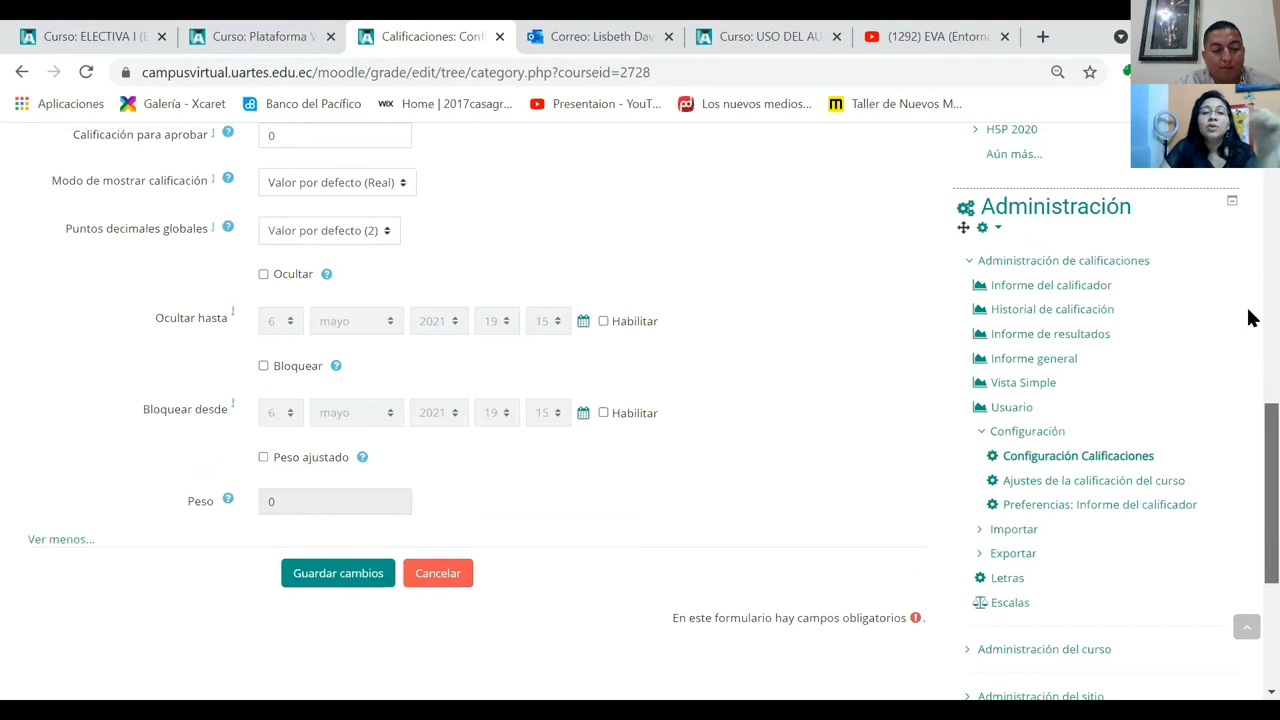 Curso: ELECTIVA I (E
Curso: Plataforma V
Calificaciones: Confi
Correo: Lisbeth Dav
Curso: USO DEL AU
(1292) EVA (Entorn
campusvirtual.uartes.edu.ec/moodle/grade/edit/tree/category.php?courseid=2728
Aplicaciones
Galería - Xcaret
Banco del Pacífico
WIX Home | 2017casagr...
Presentaion - YouT...
Los nuevos medios...
Taller de Nuevos M...
Calificación para aprobar
0
H5P 2020
Aún más...
Modo de mostrar calificación
Valor por defecto (Real)
Puntos decimales globales
Valor por defecto (2)
Ocultar
Ocultar hasta
6 mayo 2021 19 15 Habilitar
Bloquear
Bloquear desde
6 mayo 2021 19 15 Habilitar
Peso ajustado
Peso
0
Ver menos...
Guardar cambios
Cancelar
En este formulario hay campos obligatorios .
Administración
Administración de calificaciones
Informe del calificador
Historial de calificación
Informe de resultados
Informe general
Vista Simple
Usuario
Configuración
Configuración Calificaciones
Ajustes de la calificación del curso
Preferencias: Informe del calificador
Importar
Exportar
Letras
Escalas
Administración del curso
Administración del sitio